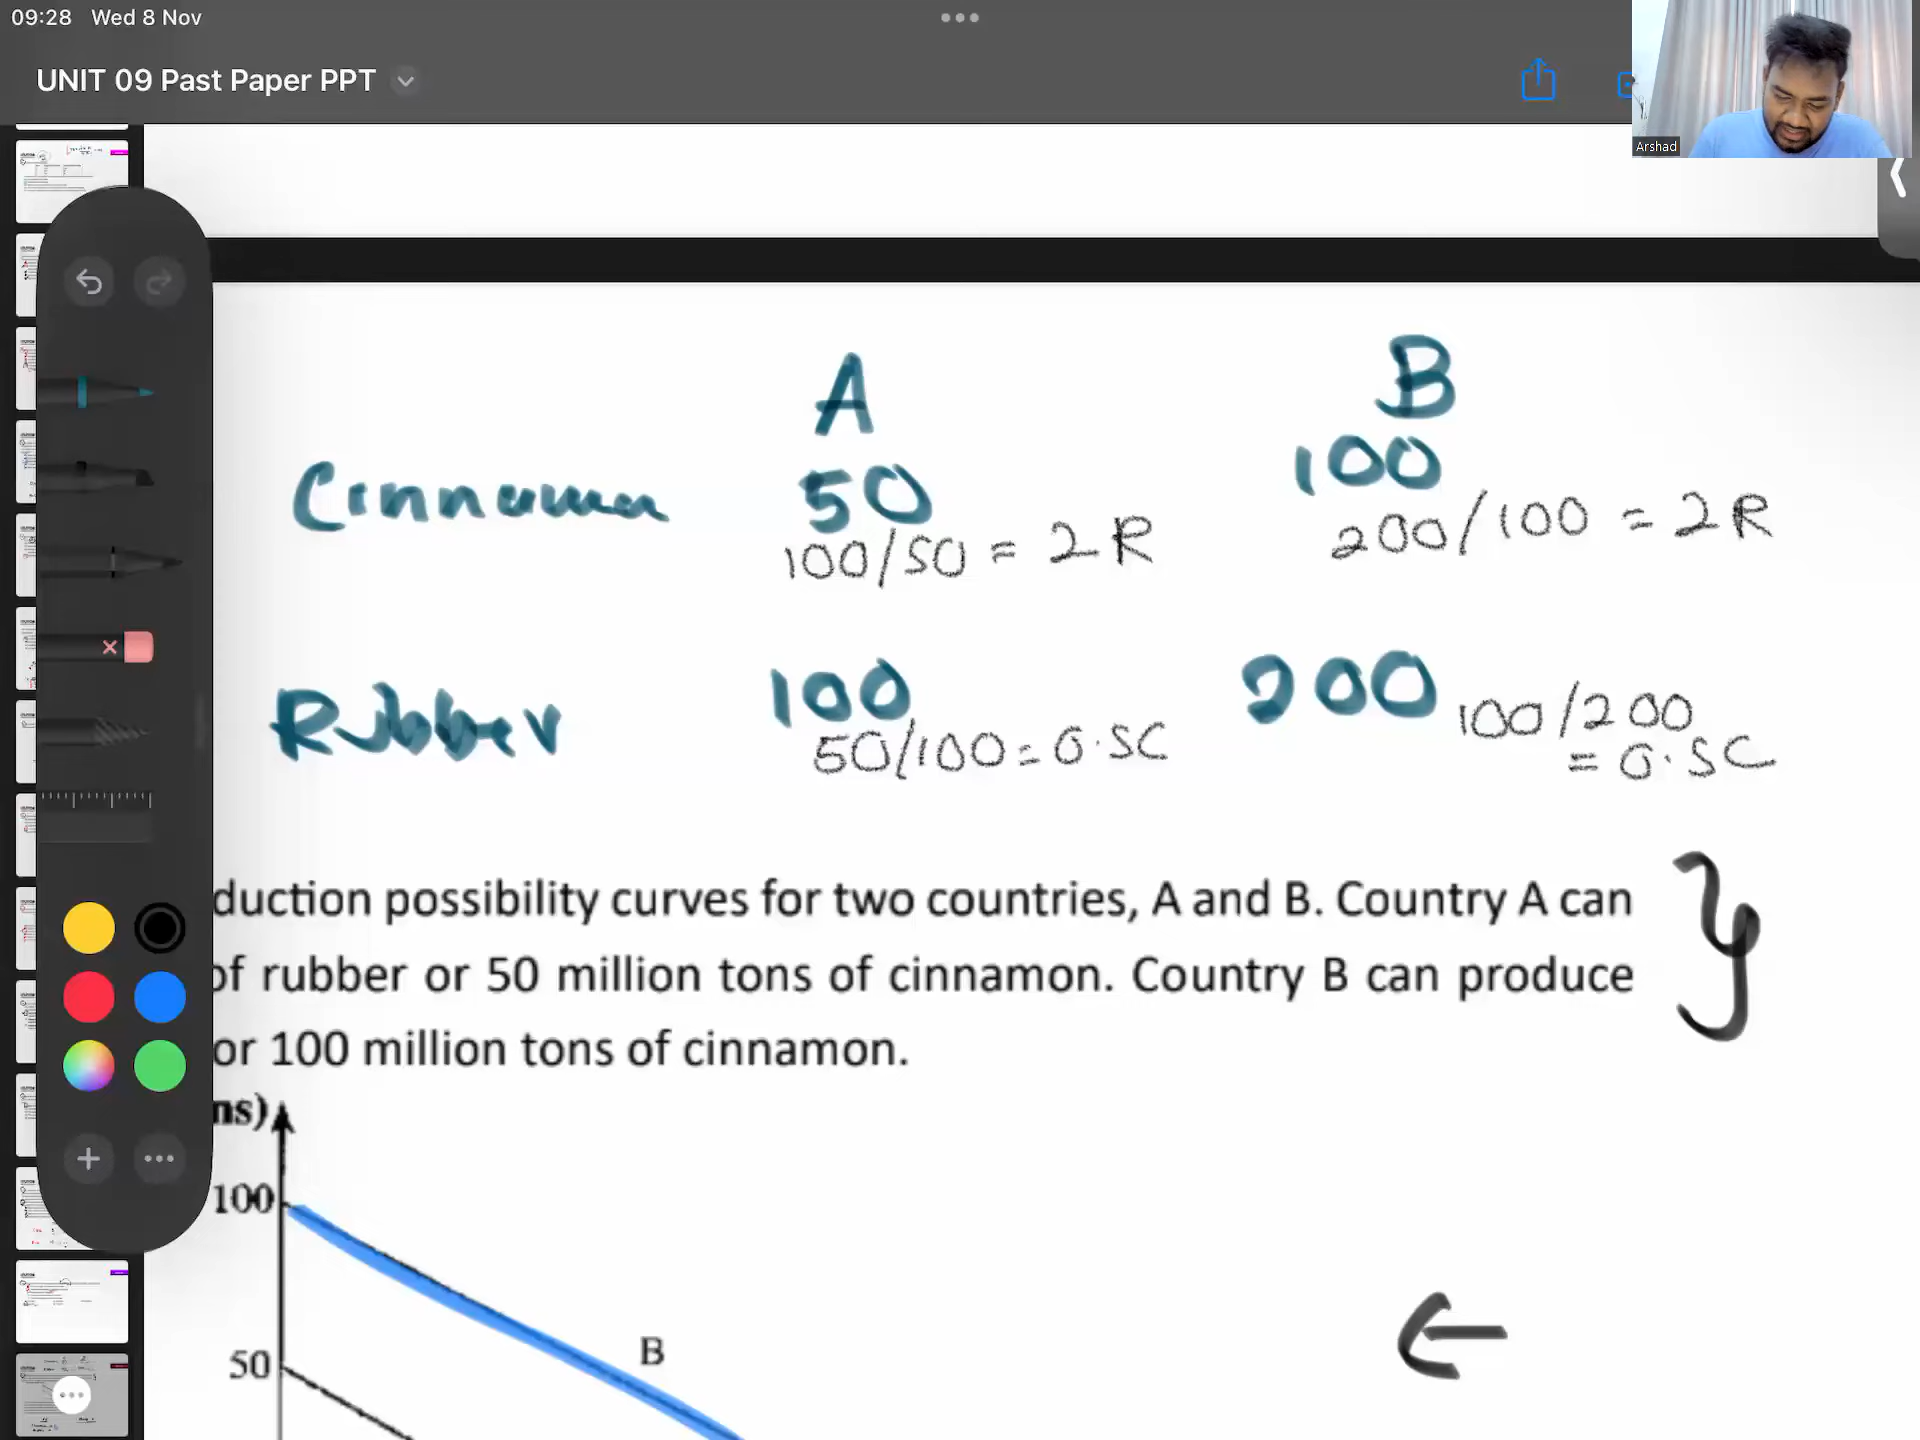 09:28 Wed 8 Nov
UNIT 09 Past Paper PPT
Arshad
A B
Cinnamon 50 100
100/50 = 2R 200/100 = 2R
Rubber 100 200
50/100 = 0.5C 100/200
= 0.5C
duction possibility curves for two countries, A and B. Country A can
of rubber or 50 million tons of cinnamon. Country B can produce
or 100 million tons of cinnamon.
ns)
100
B
50